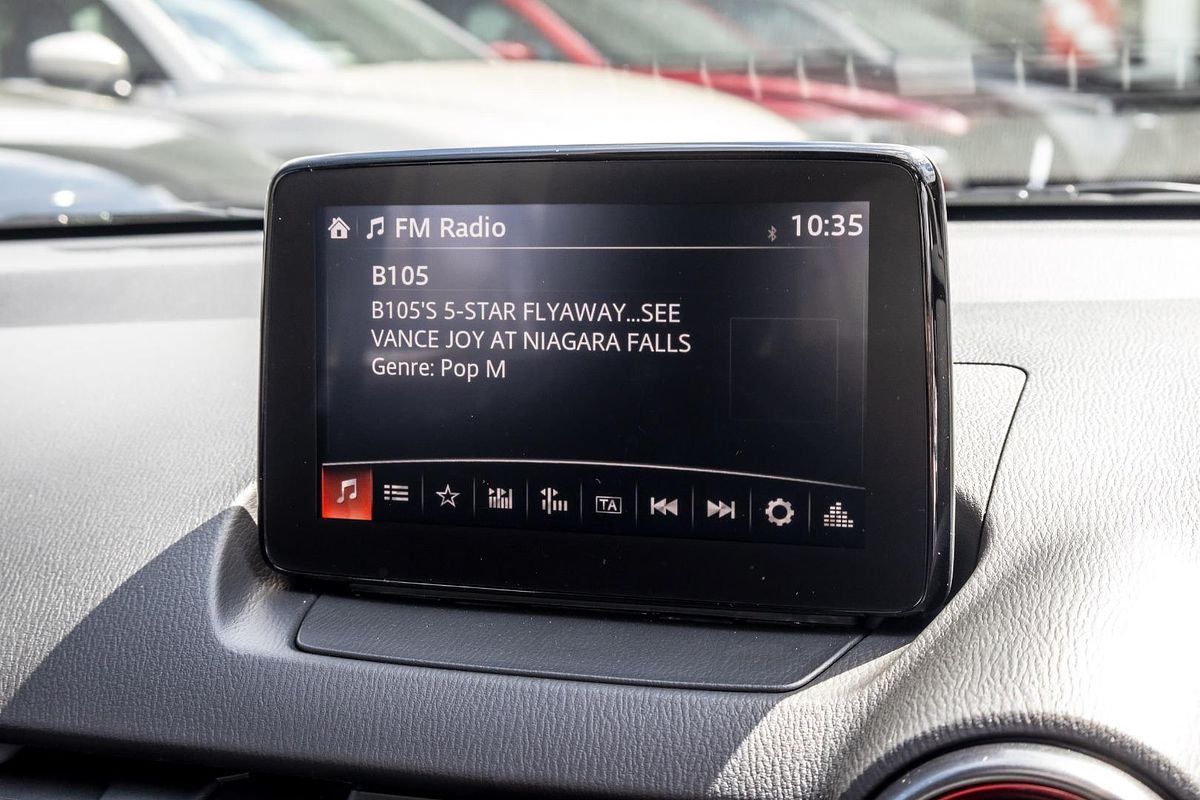 FM Radio
10:35
B105
B105'S 5-STAR FLYAWAY...SEE
VANCE JOY AT NIAGARA FALLS
Genre: Pop M
TA